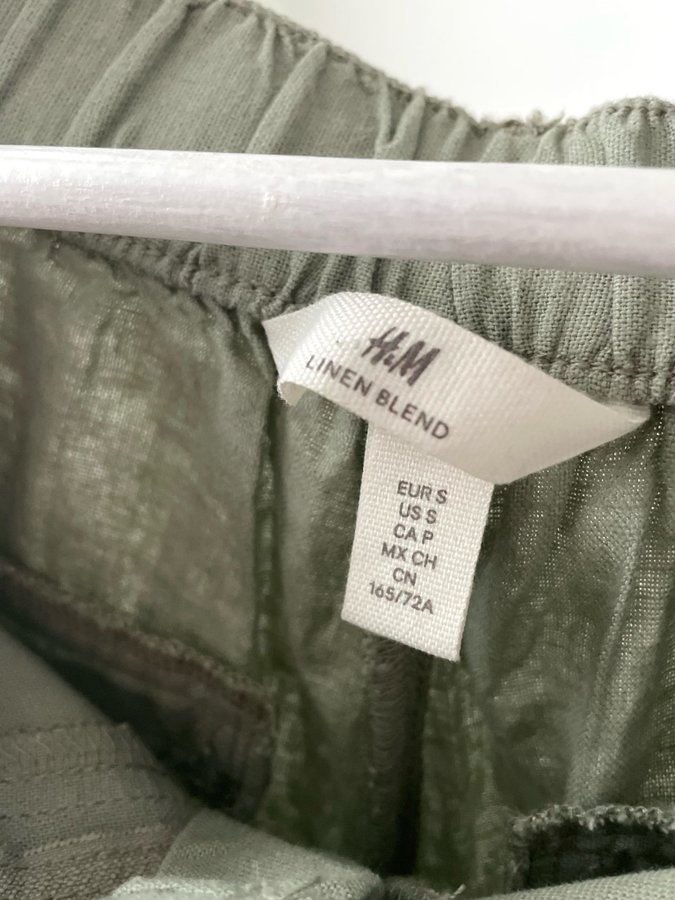 H&M
LINEN BLEND
EUR S
US S
CA P
MX CH
CN
165/72A